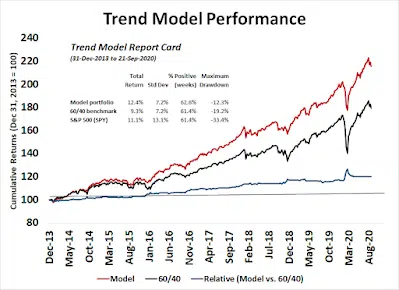 Trend Model Performance
240
220
200
180
160
140
120
100
80
Cumulative Returns (Dec 31, 2013 = 100)
Trend Model Report Card
(31-Dec-2013 to 21-Sep-2020)
Total Return Std Dev % Positive (weeks) Maximum Drawdown
Model portfolio 12.4% 7.2% 62.6% -12.3%
60/40 benchmark 9.3% 7.2% 61.4% -19.2%
S&P 500 (SPY) 11.1% 13.1% 61.4% -33.4%
Dec-13
May-14
Oct-14
Mar-15
Aug-15
Jan-16
Jun-16
Nov-16
Apr-17
Sep-17
Feb-18
Jul-18
Dec-18
May-19
Oct-19
Mar-20
Aug-20
Model 60/40 Relative (Model vs. 60/40)